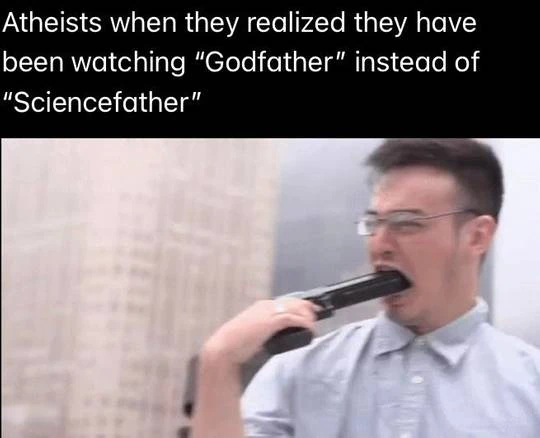 Atheists when they realized they have
been watching “Godfather” instead of
“Sciencefather”